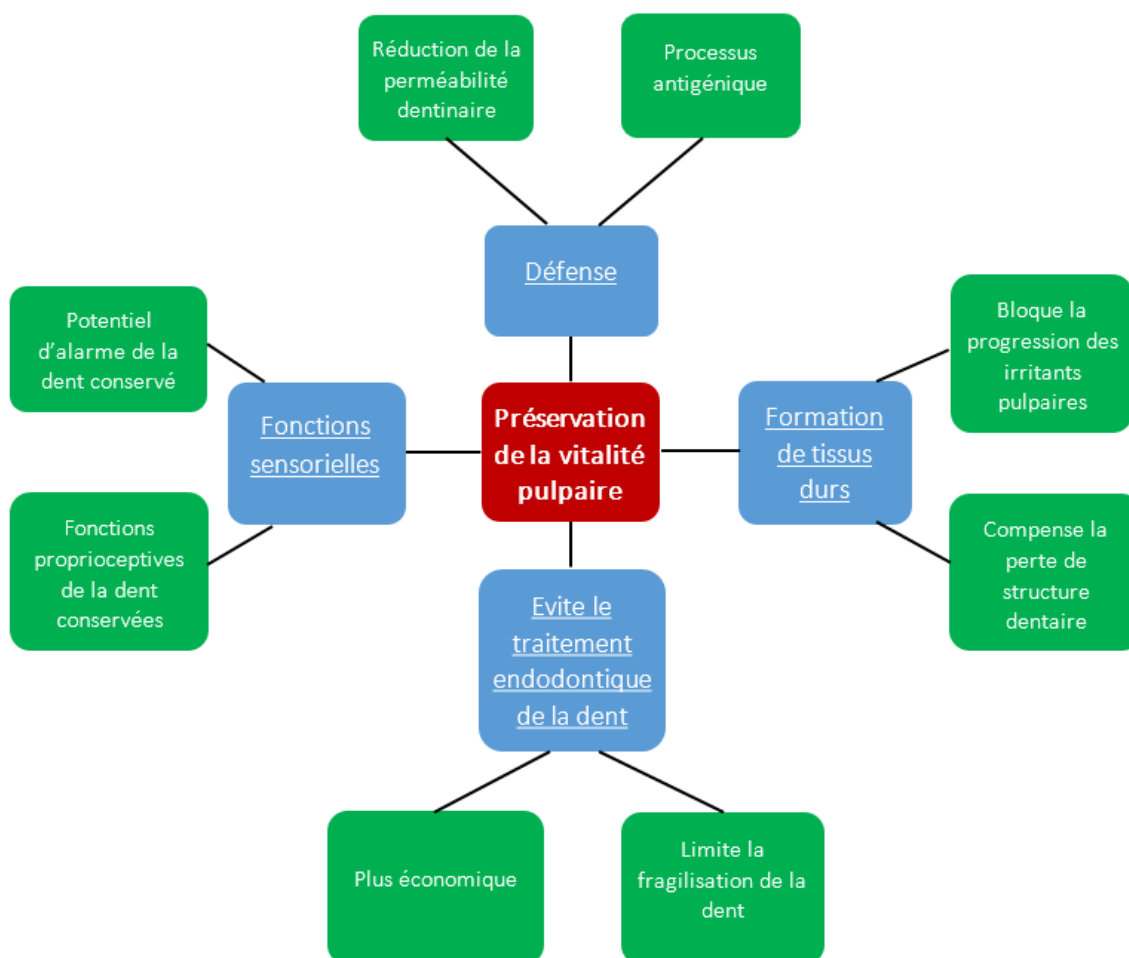 Réduction de la
perméabilité
dentinaire
Processus
antigénique
Défense
Potentiel
d'alarme de la
dent conservé
Fonctions
sensorielles
Fonctions
proprioceptives
de la dent
conservées
Préservation
de la vitalité
pulpaire
Formation
de tissus
durs
Bloque la
progression des
irritants
pulpaires
Compense la
perte de
structure
dentaire
Evite le
traitement
endodontique
de la dent
Plus économique
Limite la
fragilisation de la
dent